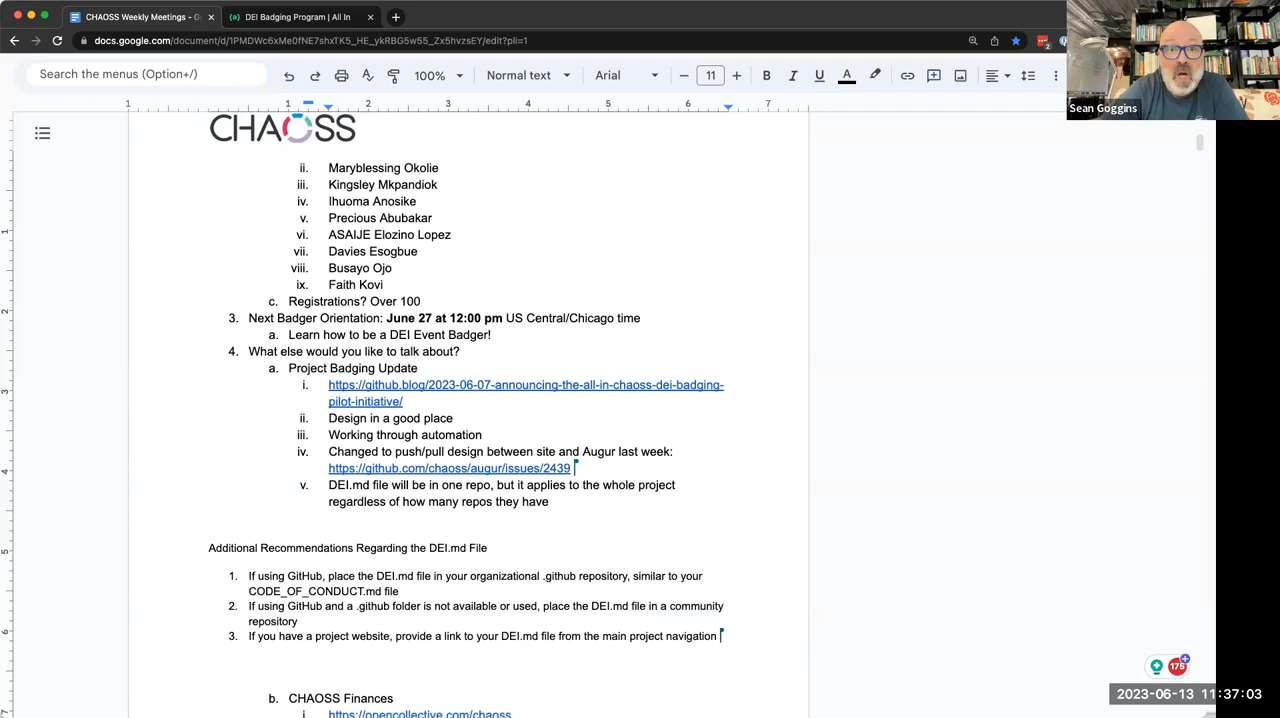 CHAOSS Weekly Meetings - G
{a} DEI Badging Program | All In
docs.google.com/document/d/1PMDWc6xMe0fNE7shxTK5_HE_ykRBG5w55_Zx5hvzsEY/edit?pli=1
Search the menus (Option+/)
100%
Normal text
Arial
11
B I U A
Sean Goggins
1 1 2 3 4 5 6 7
CHAOSS
ii. Maryblessing Okolie
iii. Kingsley Mkpandiok
iv. Ihuoma Anosike
v. Precious Abubakar
vi. ASAIJE Elozino Lopez
vii. Davies Esogbue
viii. Busayo Ojo
ix. Faith Kovi
c. Registrations? Over 100
3. Next Badger Orientation: June 27 at 12:00 pm US Central/Chicago time
a. Learn how to be a DEI Event Badger!
4. What else would you like to talk about?
a. Project Badging Update
i. https://github.blog/2023-06-07-announcing-the-all-in-chaoss-dei-badging-
pilot-initiative/
ii. Design in a good place
iii. Working through automation
iv. Changed to push/pull design between site and Augur last week:
https://github.com/chaoss/augur/issues/2439
v. DEI.md file will be in one repo, but it applies to the whole project
regardless of how many repos they have
Additional Recommendations Regarding the DEI.md File
1. If using GitHub, place the DEI.md file in your organizational .github repository, similar to your
CODE_OF_CONDUCT.md file
2. If using GitHub and a .github folder is not available or used, place the DEI.md file in a community
repository
3. If you have a project website, provide a link to your DEI.md file from the main project navigation
175
2023-06-13 11:37:03
b. CHAOSS Finances
i. https://opencollective.com/chaoss